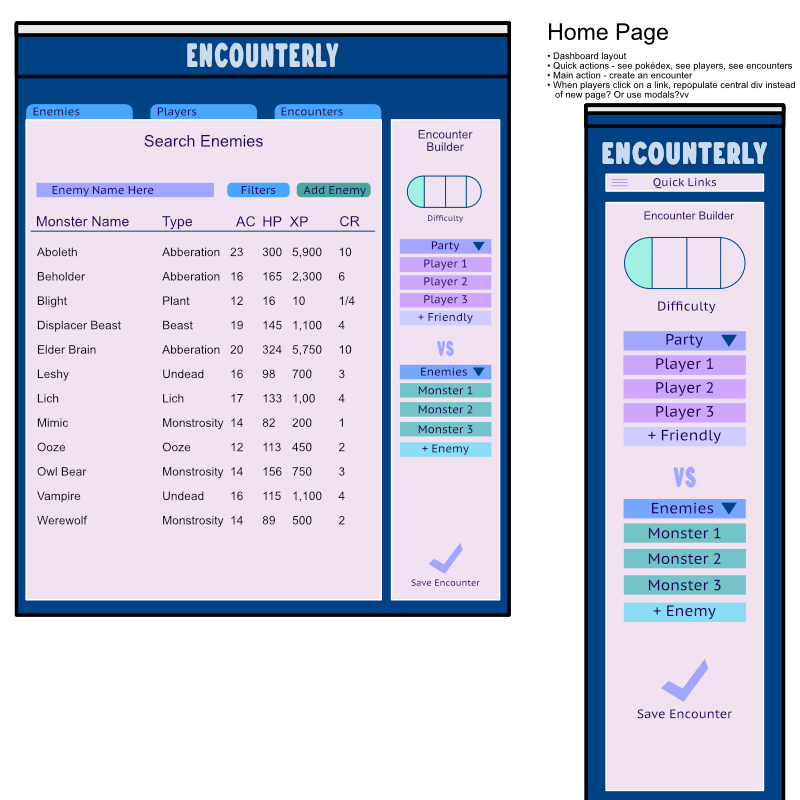 ENCOUNTERLY
Enemies Players Encounters
Search Enemies
Enemy Name Here Filters Add Enemy
Monster Name Type AC HP XP CR
Aboleth Abberation 23 300 5,900 10
Beholder Abberation 16 165 2,300 6
Blight Plant 12 16 10 1/4
Displacer Beast Beast 19 145 1,100 4
Elder Brain Abberation 20 324 5,750 10
Leshy Undead 16 98 700 3
Lich Lich 17 133 1,00 4
Mimic Monstrosity 14 82 200 1
Ooze Ooze 12 113 450 2
Owl Bear Monstrosity 14 156 750 3
Vampire Undead 16 115 1,100 4
Werewolf Monstrosity 14 89 500 2
Encounter
Builder
Difficulty
Party
Player 1
Player 2
Player 3
+ Friendly
VS
Enemies
Monster 1
Monster 2
Monster 3
+ Enemy
Save Encounter
Home Page
• Dashboard layout
• Quick actions - see pokédex, see players, see encounters
• Main action - create an encounter
• When players click on a link, repopulate central div instead
of new page? Or use modals?vv
ENCOUNTERLY
Quick Links
Encounter Builder
Difficulty
Party
Player 1
Player 2
Player 3
+ Friendly
VS
Enemies
Monster 1
Monster 2
Monster 3
+ Enemy
Save Encounter